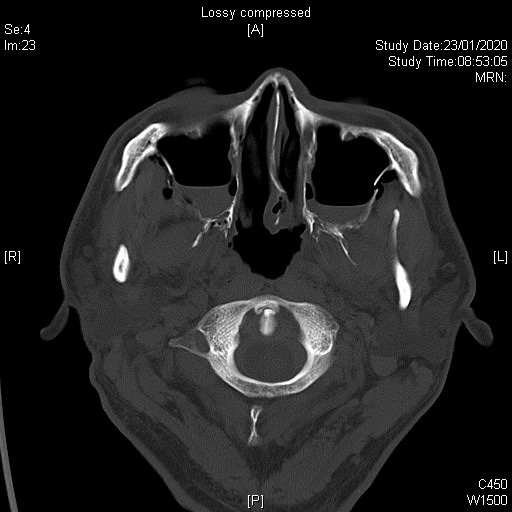 Lossy compressed
[A]
Se:4
Im:23
Study Date:23/01/2020
Study Time:08:53:05
MRN:
[R]
[L]
[P]
C450
W1500